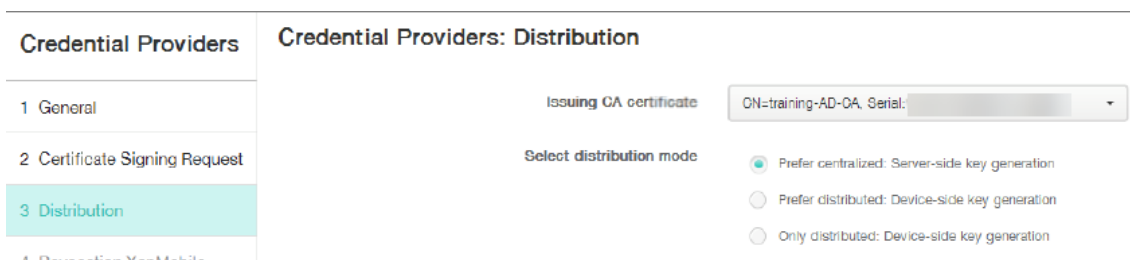 Credential Providers
Credential Providers: Distribution
Issuing CA certificate
CN=training-AD-CA, Serial:
1 General
2 Certificate Signing Request
Select distribution mode
Prefer centralized: Server-side key generation
3 Distribution
Prefer distributed: Device-side key generation
Only distributed: Device-side key generation